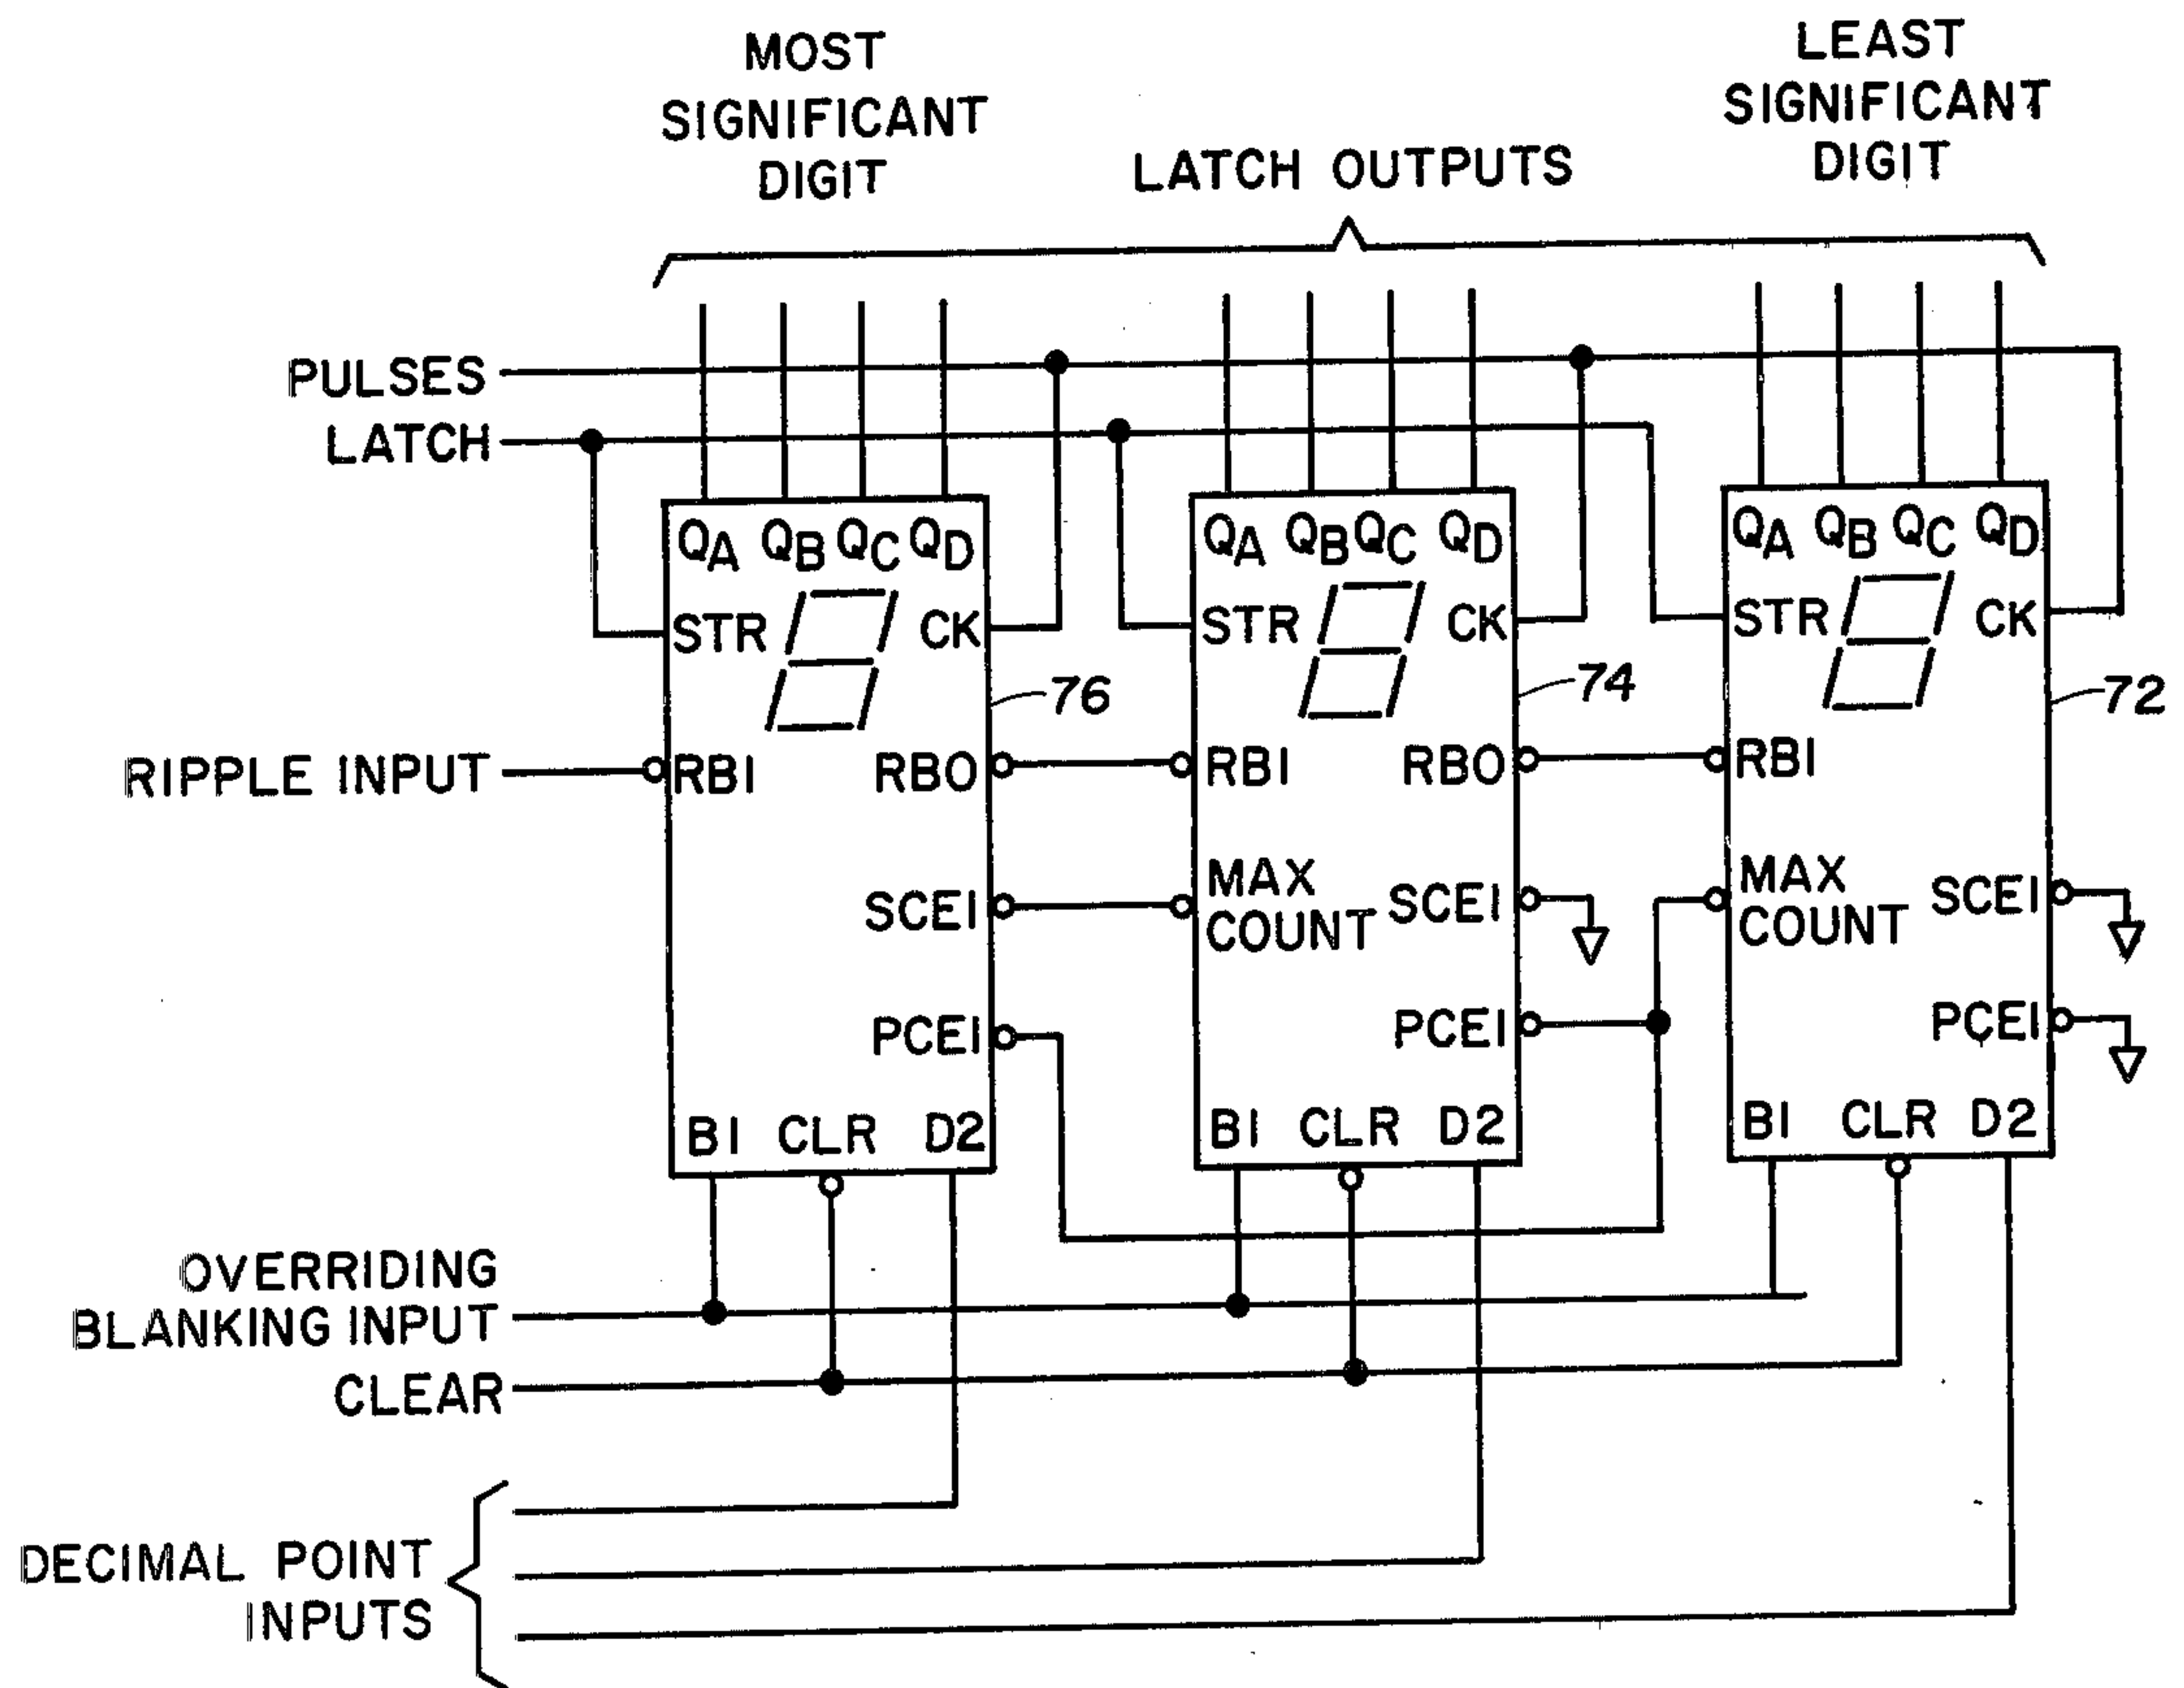 MOST
SIGNIFICANT
DIGIT
LATCH OUTPUTS
LEAST
SIGNIFICANT
DIGIT
PULSES
LATCH
QA QB QC QD
STR CK
76
RBI RBO
SCEI
PCEI
BI CLR D2
QA QB QC QD
STR CK
74
RBI RBO
MAX
COUNT SCEI
PCEI
BI CLR D2
QA QB QC QD
STR CK
72
RBI
MAX
COUNT SCEI
PCEI
BI CLR D2
RIPPLE INPUT
OVERRIDING
BLANKING INPUT
CLEAR
DECIMAL POINT
INPUTS